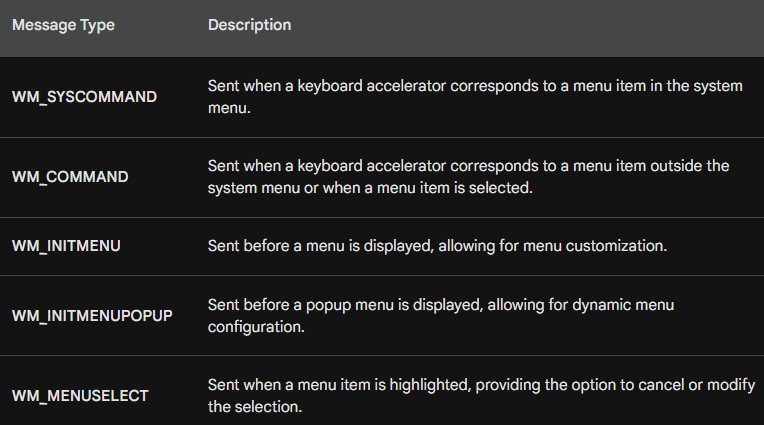 Message Type Description
WM_SYSCOMMAND Sent when a keyboard accelerator corresponds to a menu item in the system
menu.
WM_COMMAND Sent when a keyboard accelerator corresponds to a menu item outside the
system menu or when a menu item is selected.
WM_INITMENU Sent before a menu is displayed, allowing for menu customization.
WM_INITMENUPOPUP Sent before a popup menu is displayed, allowing for dynamic menu
configuration.
WM_MENUSELECT Sent when a menu item is highlighted, providing the option to cancel or modify
the selection.